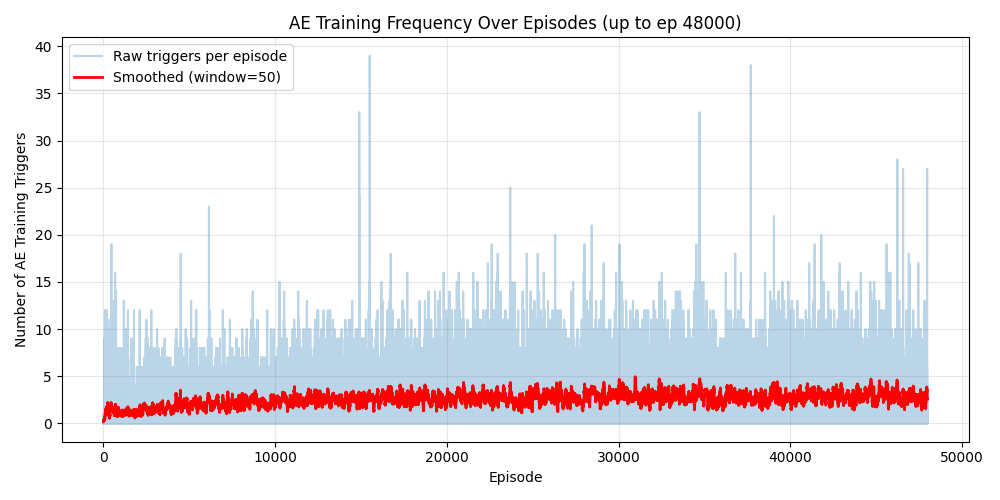 AE Training Frequency Over Episodes (up to ep 48000)
Raw triggers per episode
Smoothed (window=50)
Number of AE Training Triggers
40
35
30
25
20
15
10
5
0
0 10000 20000 30000 40000 50000
Episode